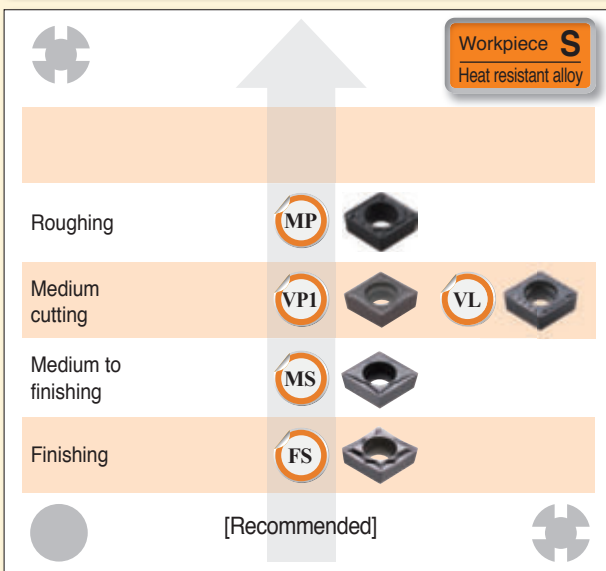 Workpiece S
Heat resistant alloy
Roughing
MP
Medium
cutting
VP1
VL
Medium to
finishing
MS
Finishing
FS
[Recommended]